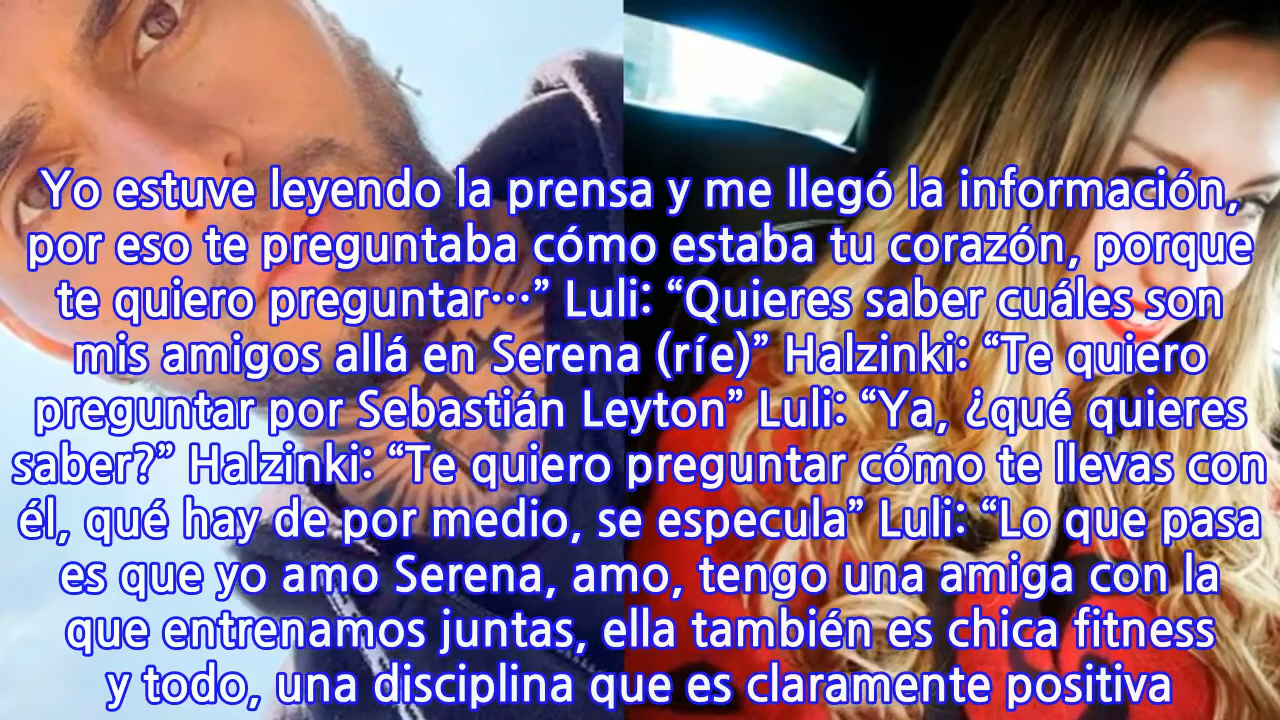 Yo estuve leyendo la prensa y me llegó la información,
por eso te preguntaba cómo estaba tu corazón, porque
te quiero preguntar…” Luli: “Quieres saber cuáles son
mis amigos allá en Serena (ríe)” Halzinki: “Te quiero
preguntar por Sebastián Leyton” Luli: “Ya, ¿qué quieres
saber?” Halzinki: “Te quiero preguntar cómo te llevas con
él, qué hay de por medio, se especula” Luli: “Lo que pasa
es que yo amo Serena, amo, tengo una amiga con la
que entrenamos juntas, ella también es chica fitness
y todo, una disciplina que es claramente positiva